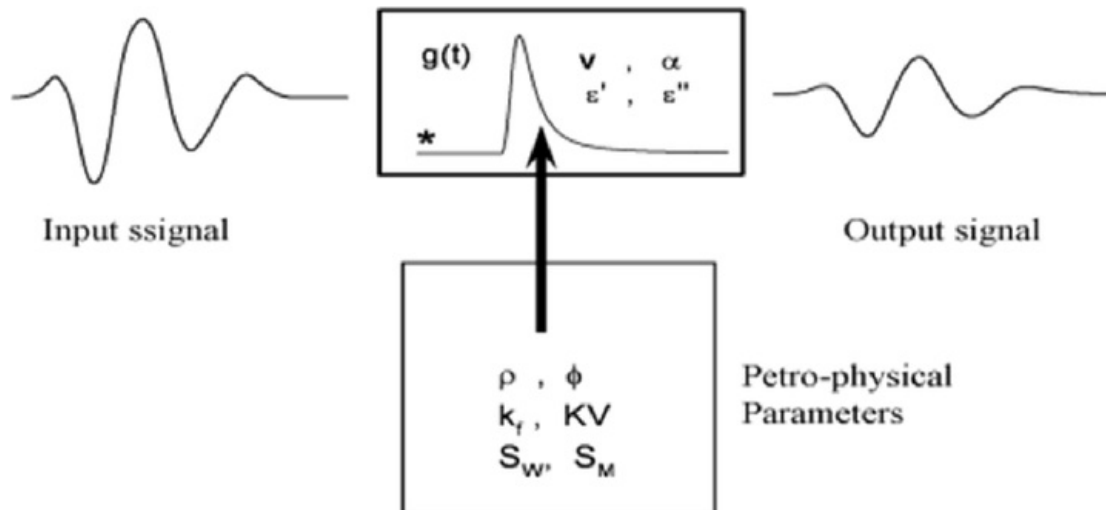 g(t)
v , α
ε' , ε"
*
Input ssignal
Output signal
ρ , ϕ
k_f , KV
S_W, S_M
Petro-physical
Parameters